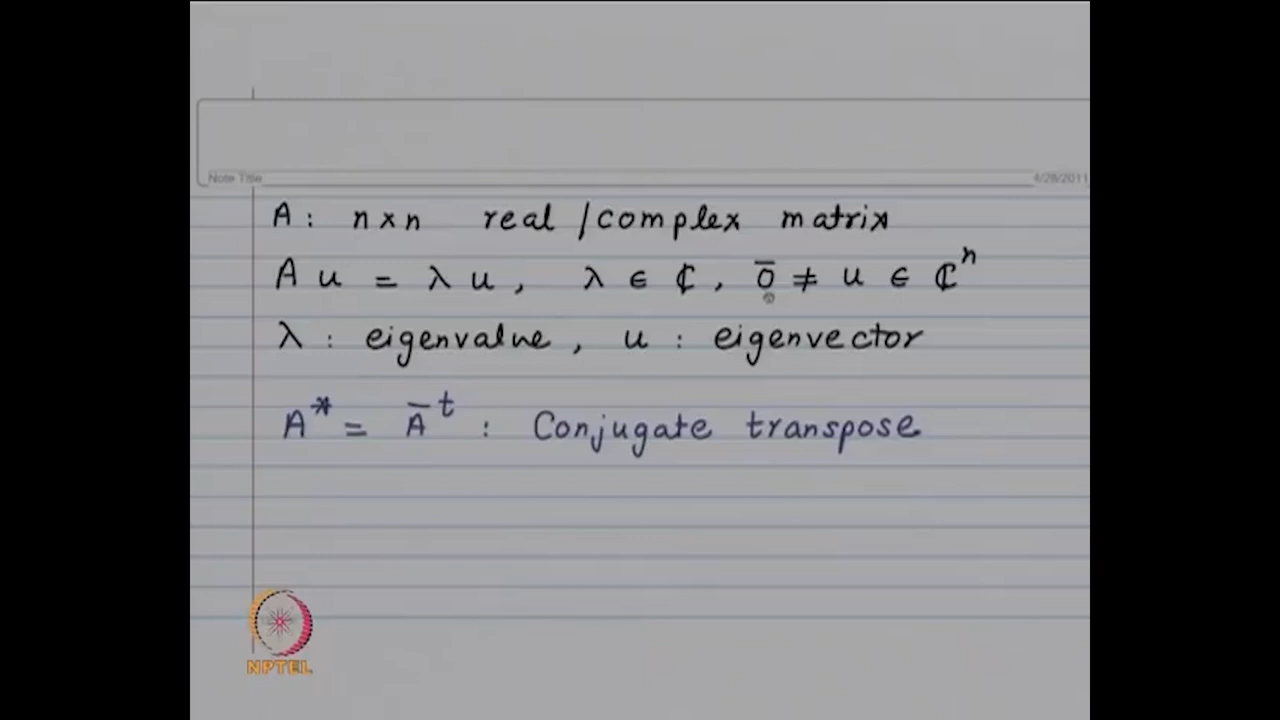 Note Title
4/28/2011
A : n x n real / complex matrix
A u = λ u , λ ∈ ℂ , 0̄ ≠ u ∈ ℂⁿ
λ : eigenvalue , u : eigenvector
A* = Āᵗ : Conjugate transpose
NPTEL